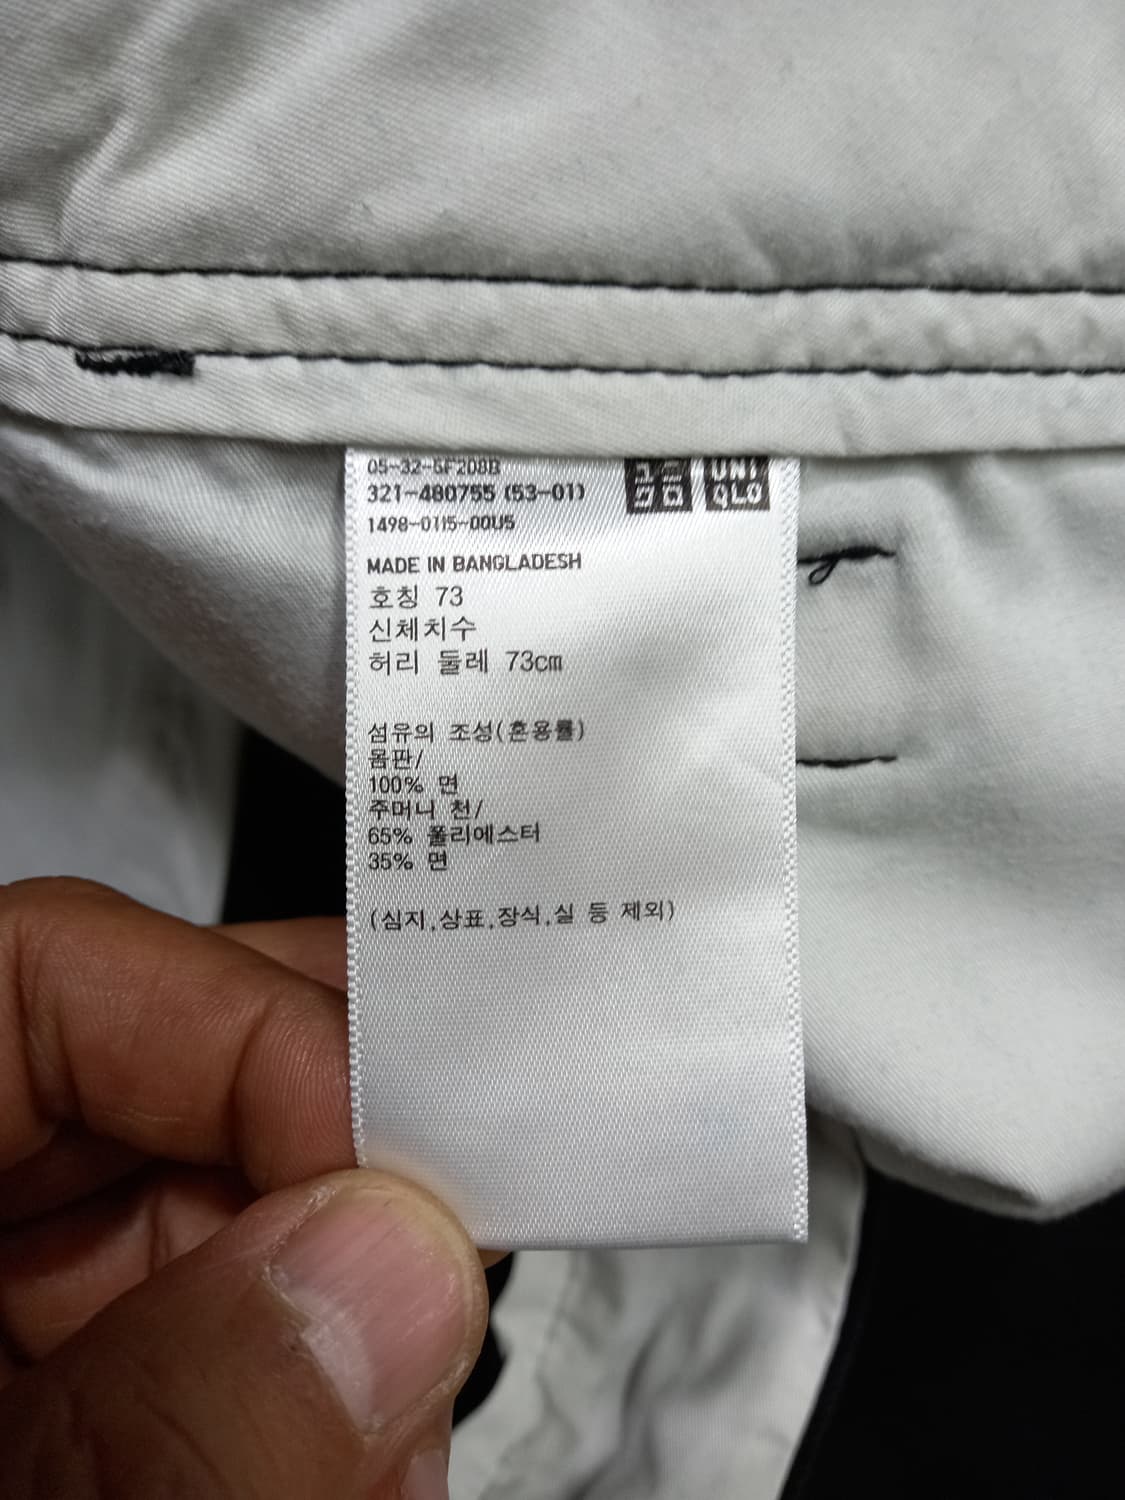 05-32-GF208B
321-480755 (53-01)
1498-0115-00U5
UNI
QLO
MADE IN BANGLADESH
호칭 73
신체치수
허리 둘레 73cm
섬유의 조성(혼용률)
몸판/
100% 면
주머니 천/
65% 폴리에스터
35% 면
(심지,상표,장식,실 등 제외)